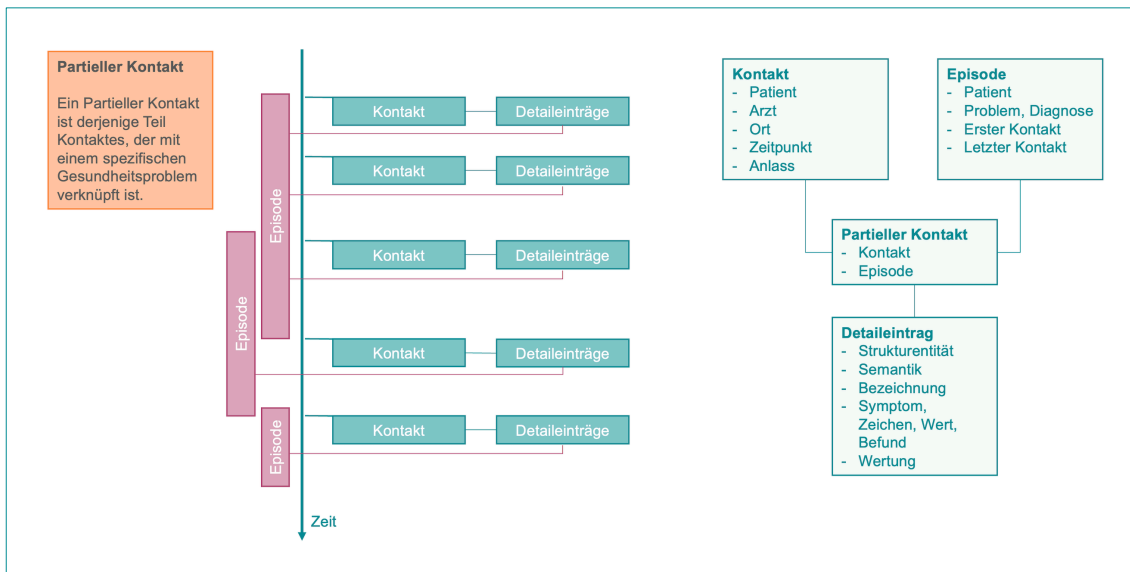 Partieller Kontakt
Ein Partieller Kontakt
ist derjenige Teil
Kontaktes, der mit
einem spezifischen
Gesundheitsproblem
verknüpft ist.
Episode
Episode
Episode
Kontakt
Detaileinträge
Kontakt
Detaileinträge
Kontakt
Detaileinträge
Kontakt
Detaileinträge
Kontakt
Detaileinträge
Zeit
Kontakt
- Patient
- Arzt
- Ort
- Zeitpunkt
- Anlass
Episode
- Patient
- Problem, Diagnose
- Erster Kontakt
- Letzter Kontakt
Partieller Kontakt
- Kontakt
- Episode
Detaileintrag
- Strukturentität
- Semantik
- Bezeichnung
- Symptom,
Zeichen, Wert,
Befund
- Wertung